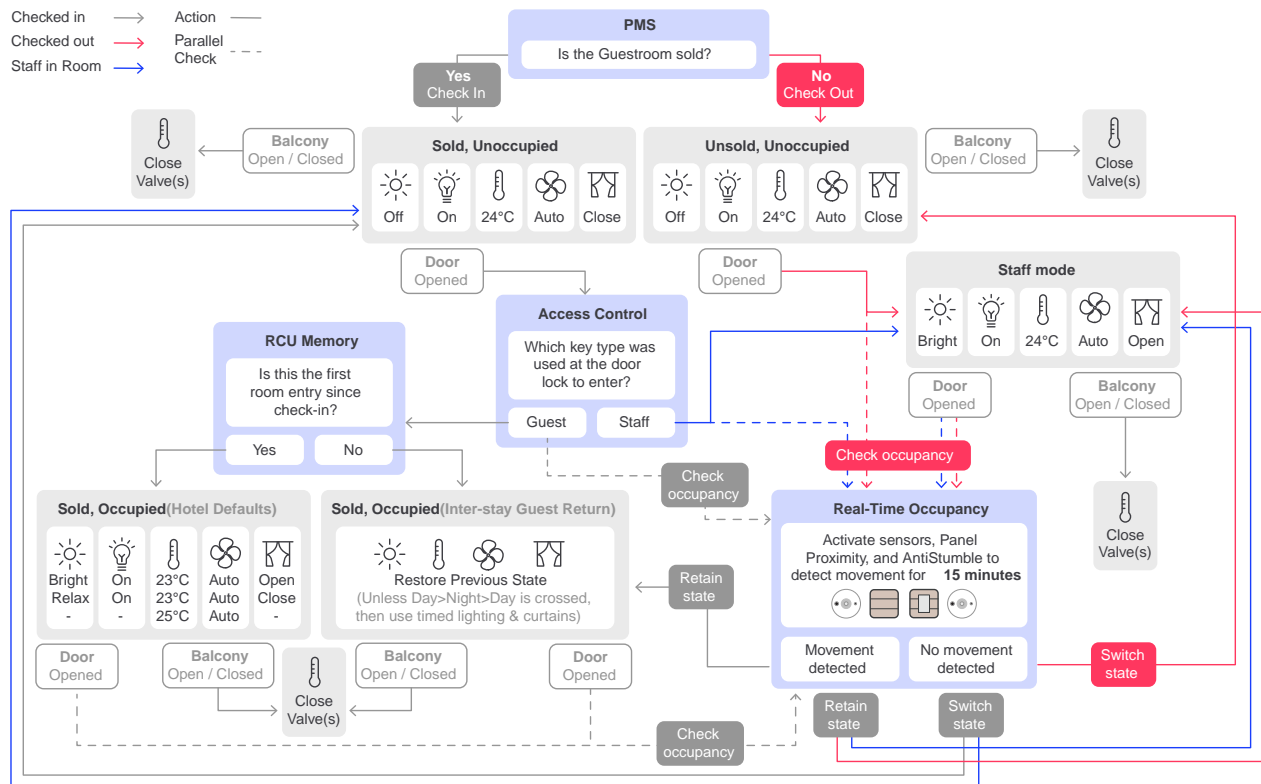 Checked in
Action
Checked out
Parallel
Check
Staff in Room
PMS
Is the Guestroom sold?
Yes
Check In
No
Check Out
Close
Valve(s)
Balcony
Open / Closed
Sold, Unoccupied
Off
On
24°C
Auto
Close
Unsold, Unoccupied
Off
On
24°C
Auto
Close
Balcony
Open / Closed
Close
Valve(s)
Door
Opened
Door
Opened
Staff mode
Bright
On
24°C
Auto
Open
Access Control
Which key type was
used at the door
lock to enter?
Guest
Staff
RCU Memory
Is this the first
room entry since
check-in?
Yes
No
Door
Opened
Balcony
Open / Closed
Check occupancy
Check
occupancy
Close
Valve(s)
Sold, Occupied(Hotel Defaults)
Bright
On
23°C
Auto
Open
Relax
On
23°C
Auto
Close
-
-
25°C
Auto
-
Sold, Occupied(Inter-stay Guest Return)
Restore Previous State
(Unless Day>Night>Day is crossed,
then use timed lighting & curtains)
Retain
state
Real-Time Occupancy
Activate sensors, Panel
Proximity, and AntiStumble to
detect movement for 15 minutes
Movement
detected
No movement
detected
Switch
state
Door
Opened
Balcony
Open / Closed
Close
Valve(s)
Balcony
Open / Closed
Door
Opened
Check
occupancy
Retain
state
Switch
state